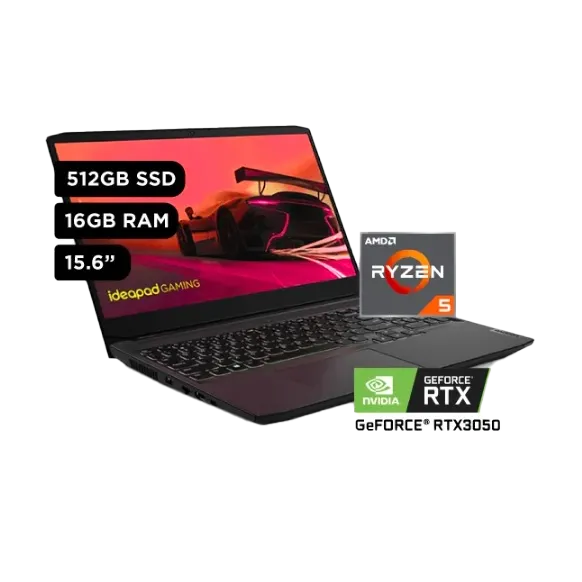 512GB SSD
16GB RAM
15.6”
ideapad GAMING
AMD
RYZEN
5
NVIDIA
GEFORCE®
RTX
GeFORCE® RTX3050